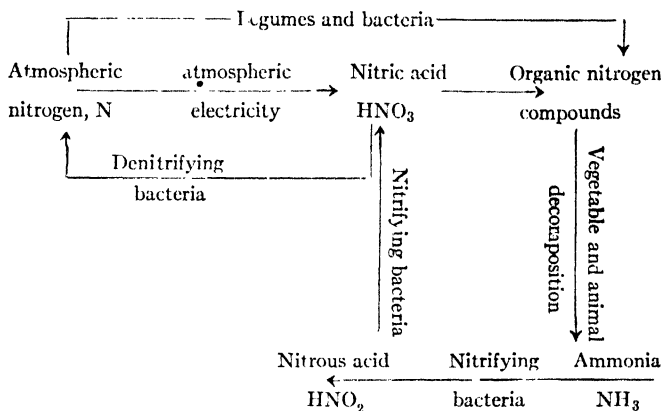 Legumes and bacteria
Atmospheric atmospheric Nitric acid Organic nitrogen
nitrogen, N electricity HNO₃ compounds
Denitrifying
bacteria
Nitrifying bacteria
Vegetable and animal
decomposition
Nitrous acid Nitrifying Ammonia
HNO₂ bacteria NH₃